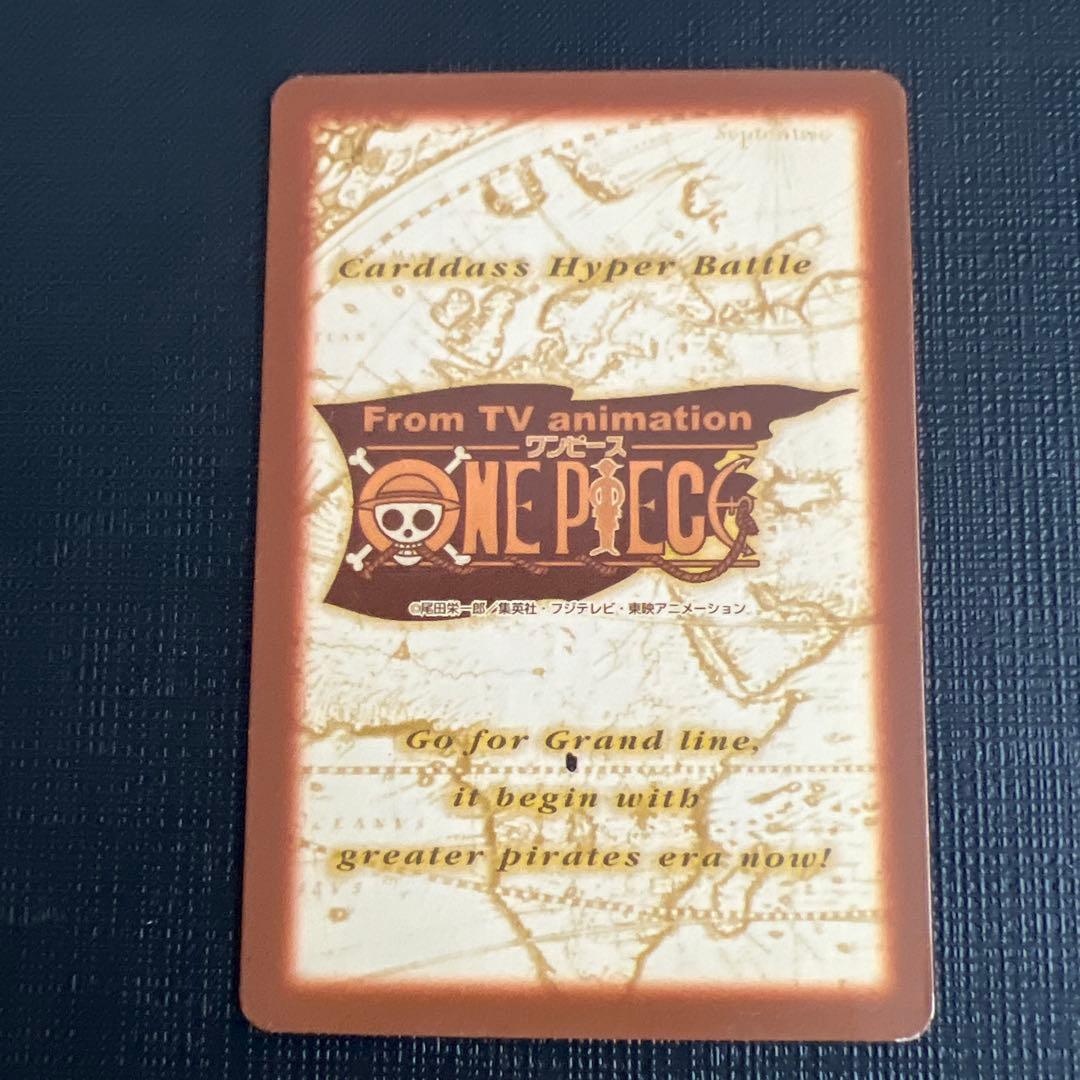 Septentrio
Carddass Hyper Battle
From TV animation
ワンピース
ONE PIECE
©尾田栄一郎／集英社・フジテレビ・東映アニメーション
Go for Grand line,
it begin with
greater pirates era now!